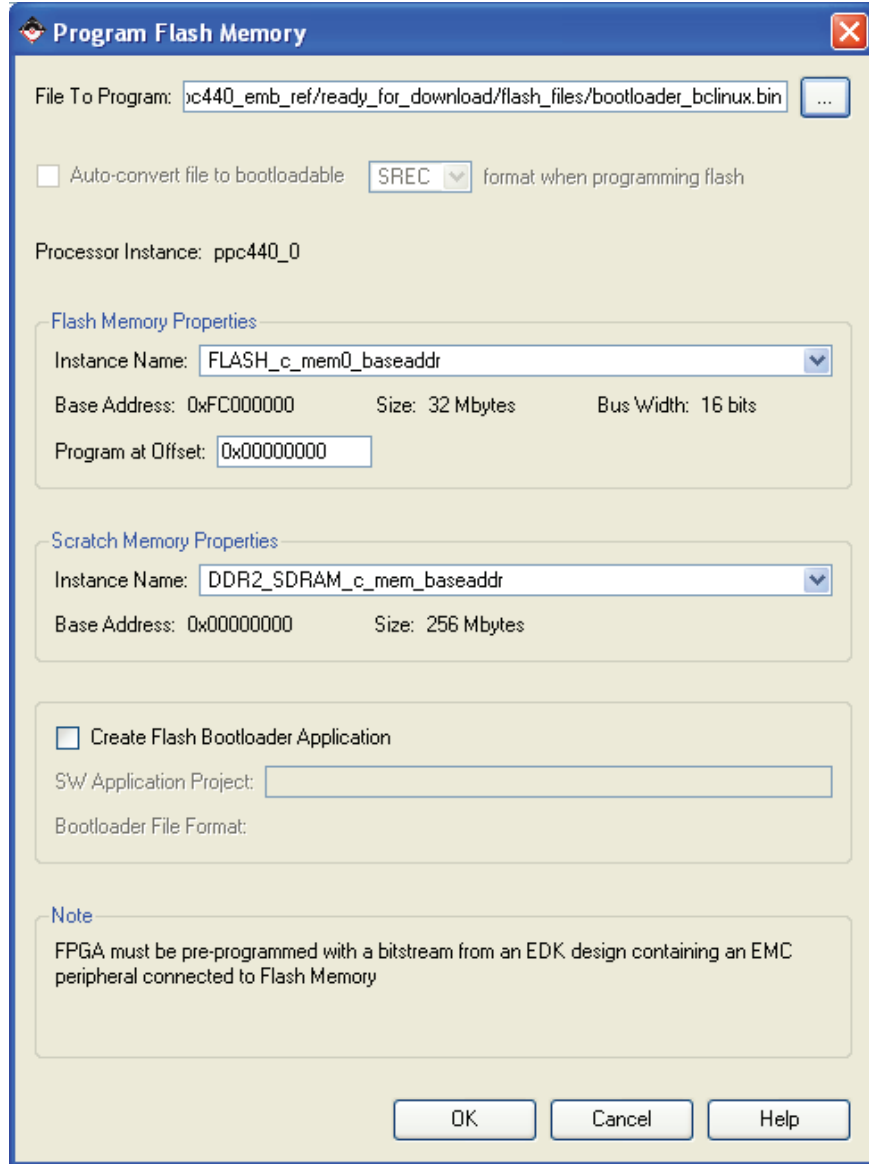 Program Flash Memory
File To Program: pc440_emb_ref/ready_for_download/flash_files/bootloader_bclinux.bin ...
Auto-convert file to bootloadable SREC format when programming flash
Processor Instance: ppc440_0
Flash Memory Properties
Instance Name: FLASH_c_mem0_baseaddr
Base Address: 0xFC000000 Size: 32 Mbytes Bus Width: 16 bits
Program at Offset: 0x00000000
Scratch Memory Properties
Instance Name: DDR2_SDRAM_c_mem_baseaddr
Base Address: 0x00000000 Size: 256 Mbytes
Create Flash Bootloader Application
SW Application Project:
Bootloader File Format:
Note
FPGA must be pre-programmed with a bitstream from an EDK design containing an EMC
peripheral connected to Flash Memory
OK Cancel Help